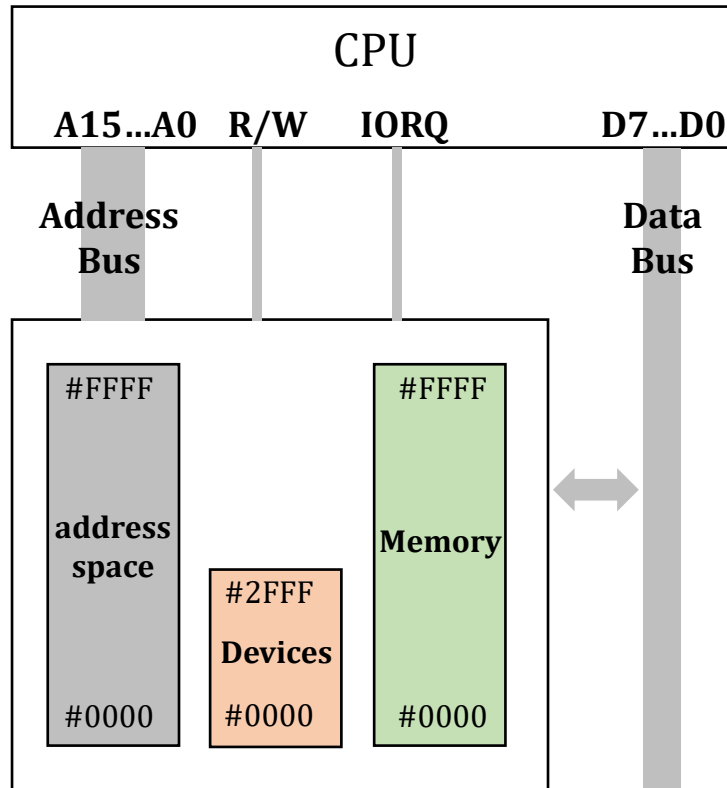 CPU
A15...A0 R/W IORQ D7...D0
Address
Bus
Data
Bus
#FFFF
address
space
#0000
#2FFF
Devices
#0000
#FFFF
Memory
#0000